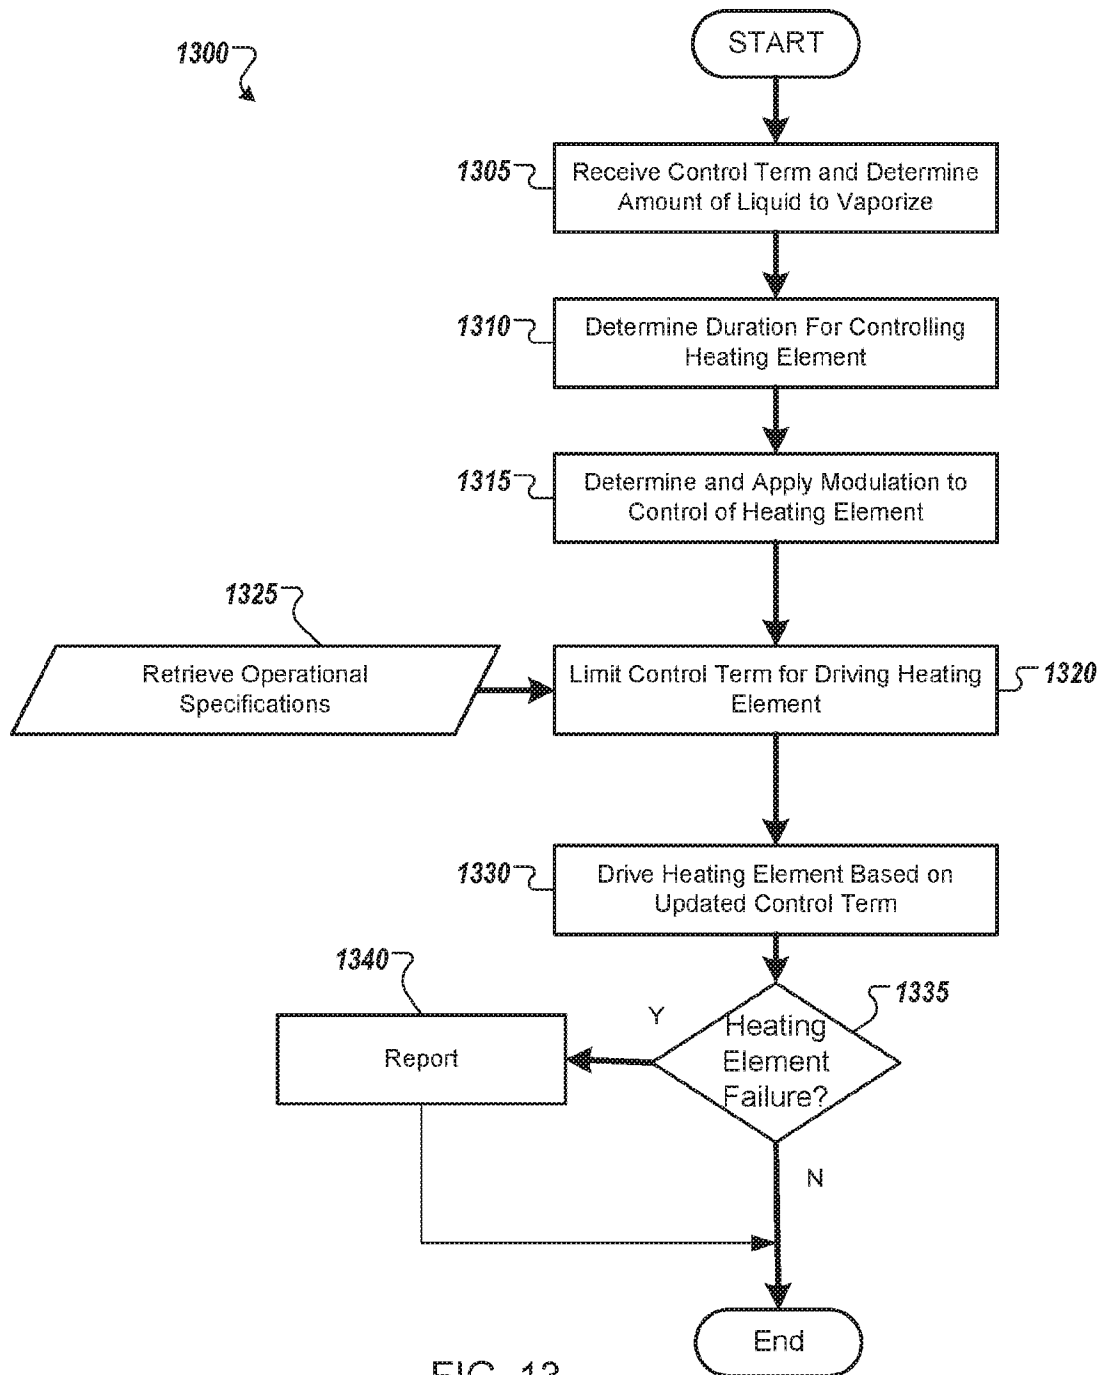 START
1300
1305
Receive Control Term and Determine
Amount of Liquid to Vaporize
1310
Determine Duration For Controlling
Heating Element
1315
Determine and Apply Modulation to
Control of Heating Element
1325
Retrieve Operational
Specifications
Limit Control Term for Driving Heating
Element
1320
1330
Drive Heating Element Based on
Updated Control Term
1340
Report
1335
Y
Heating
Element
Failure?
N
End
FIG. 13